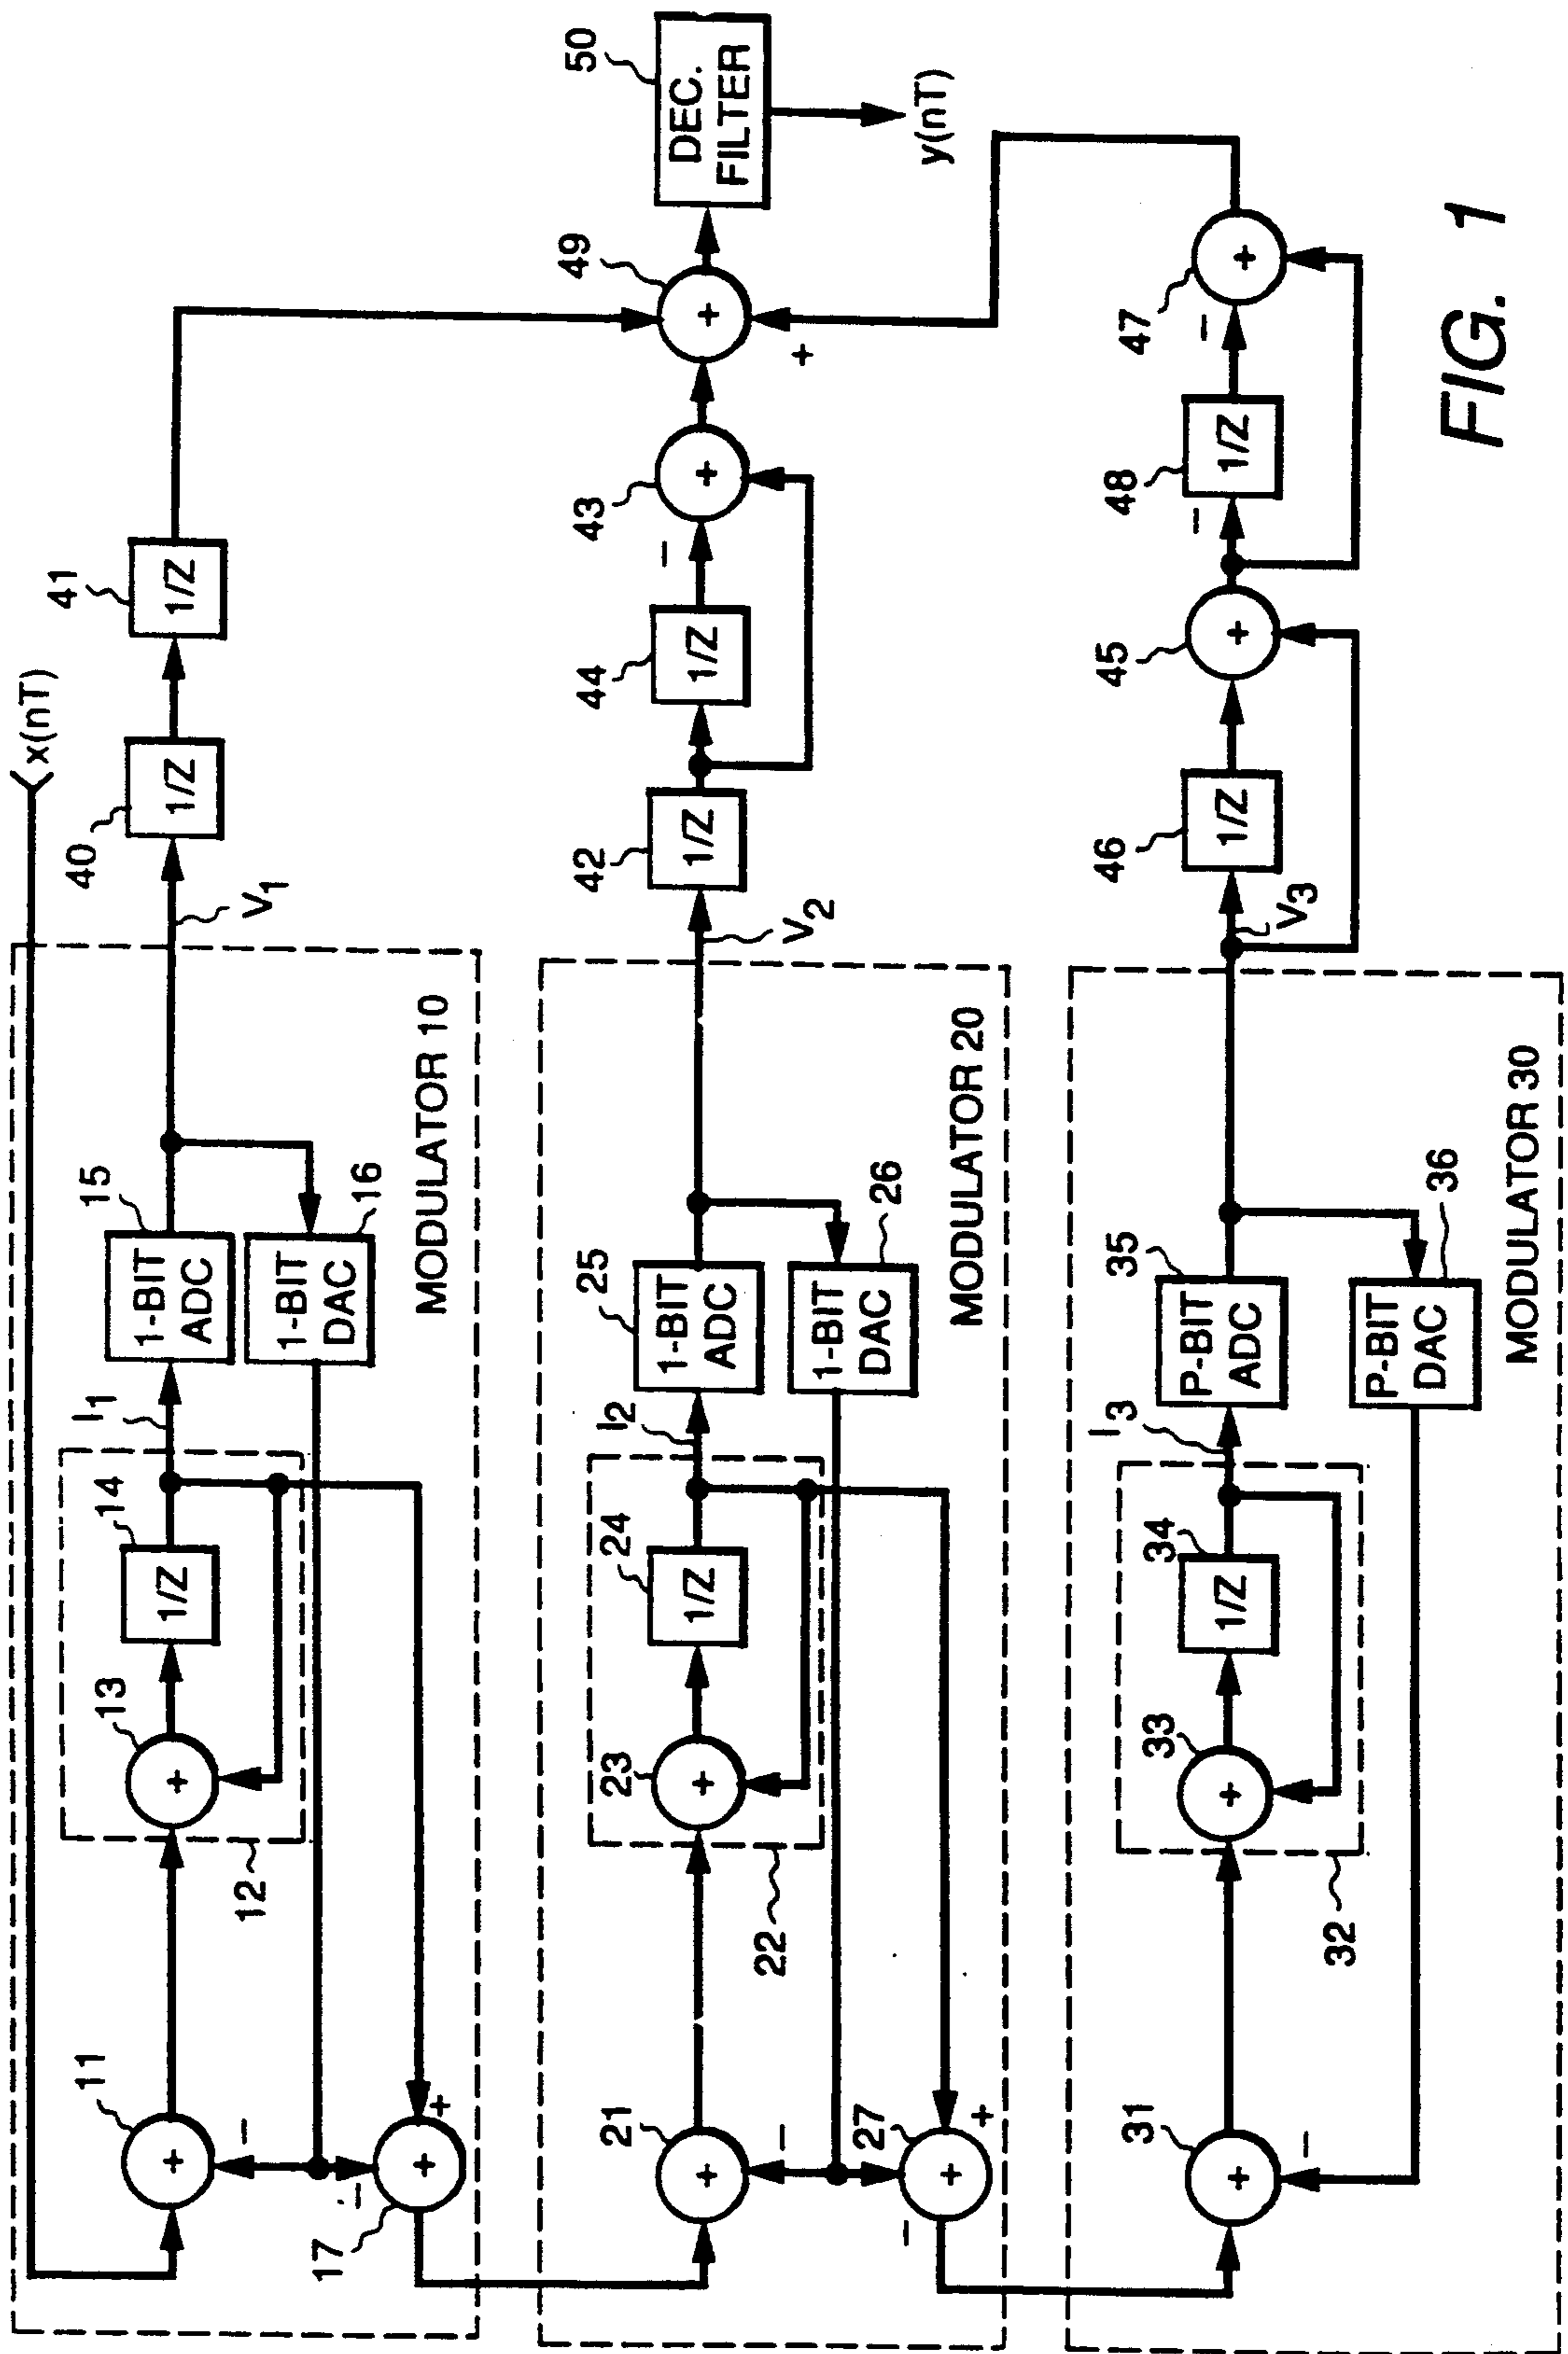 x(nT)
11
12
13
1/Z
14
I1
1-BIT
ADC
15
1-BIT
DAC
16
17
MODULATOR 10
V1
40
1/Z
41
1/Z
21
22
23
1/Z
24
I2
1-BIT
ADC
25
1-BIT
DAC
26
27
MODULATOR 20
V2
42
1/Z
44
1/Z
43
49
50
DEC.
FILTER
y(nT)
31
32
33
1/Z
34
I3
P-BIT
ADC
35
P-BIT
DAC
36
MODULATOR 30
V3
46
1/Z
45
48
1/Z
47
FIG. 1